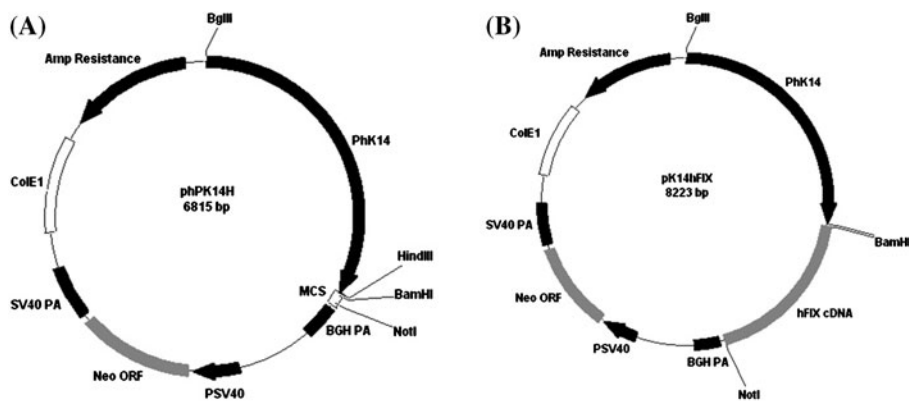 (A)
BglII
Amp Resistance
PhK14
ColE1
phPK14H
6815 bp
HindIII
MCS
BamHI
SV40 PA
NotI
BGH PA
Neo ORF
PSV40
(B)
BglII
Amp Resistance
PhK14
ColE1
pK14hFIX
8223 bp
SV40 PA
BamHI
Neo ORF
hFIX cDNA
PSV40
BGH PA
NotI